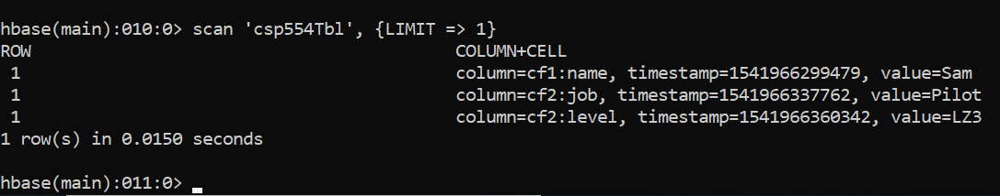 hbase(main):010:0> scan 'csp554Tbl', {LIMIT => 1}
ROW COLUMN+CELL
1 column=cf1:name, timestamp=1541966299479, value=Sam
1 column=cf2:job, timestamp=1541966337762, value=Pilot
1 column=cf2:level, timestamp=1541966360342, value=LZ3
1 row(s) in 0.0150 seconds
hbase(main):011:0>